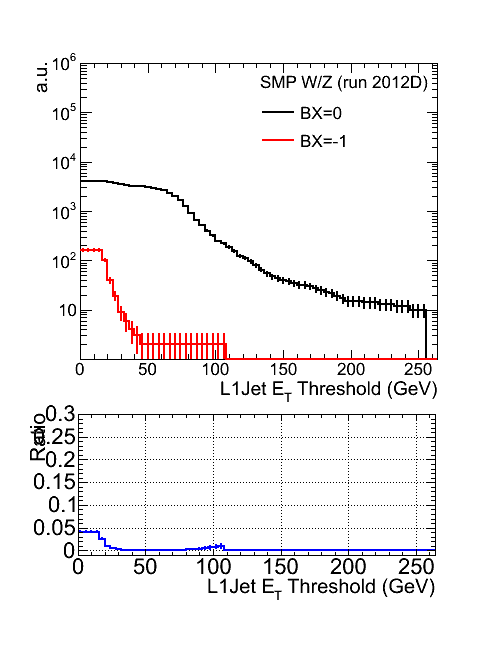 a.u.
10^6
10^5
10^4
10^3
10^2
10
SMP W/Z (run 2012D)
BX=0
BX=-1
0 50 100 150 200 250
L1Jet E_T Threshold (GeV)
Ratio
0.3
0.25
0.2
0.15
0.1
0.05
0
0 50 100 150 200 250
L1Jet E_T Threshold (GeV)